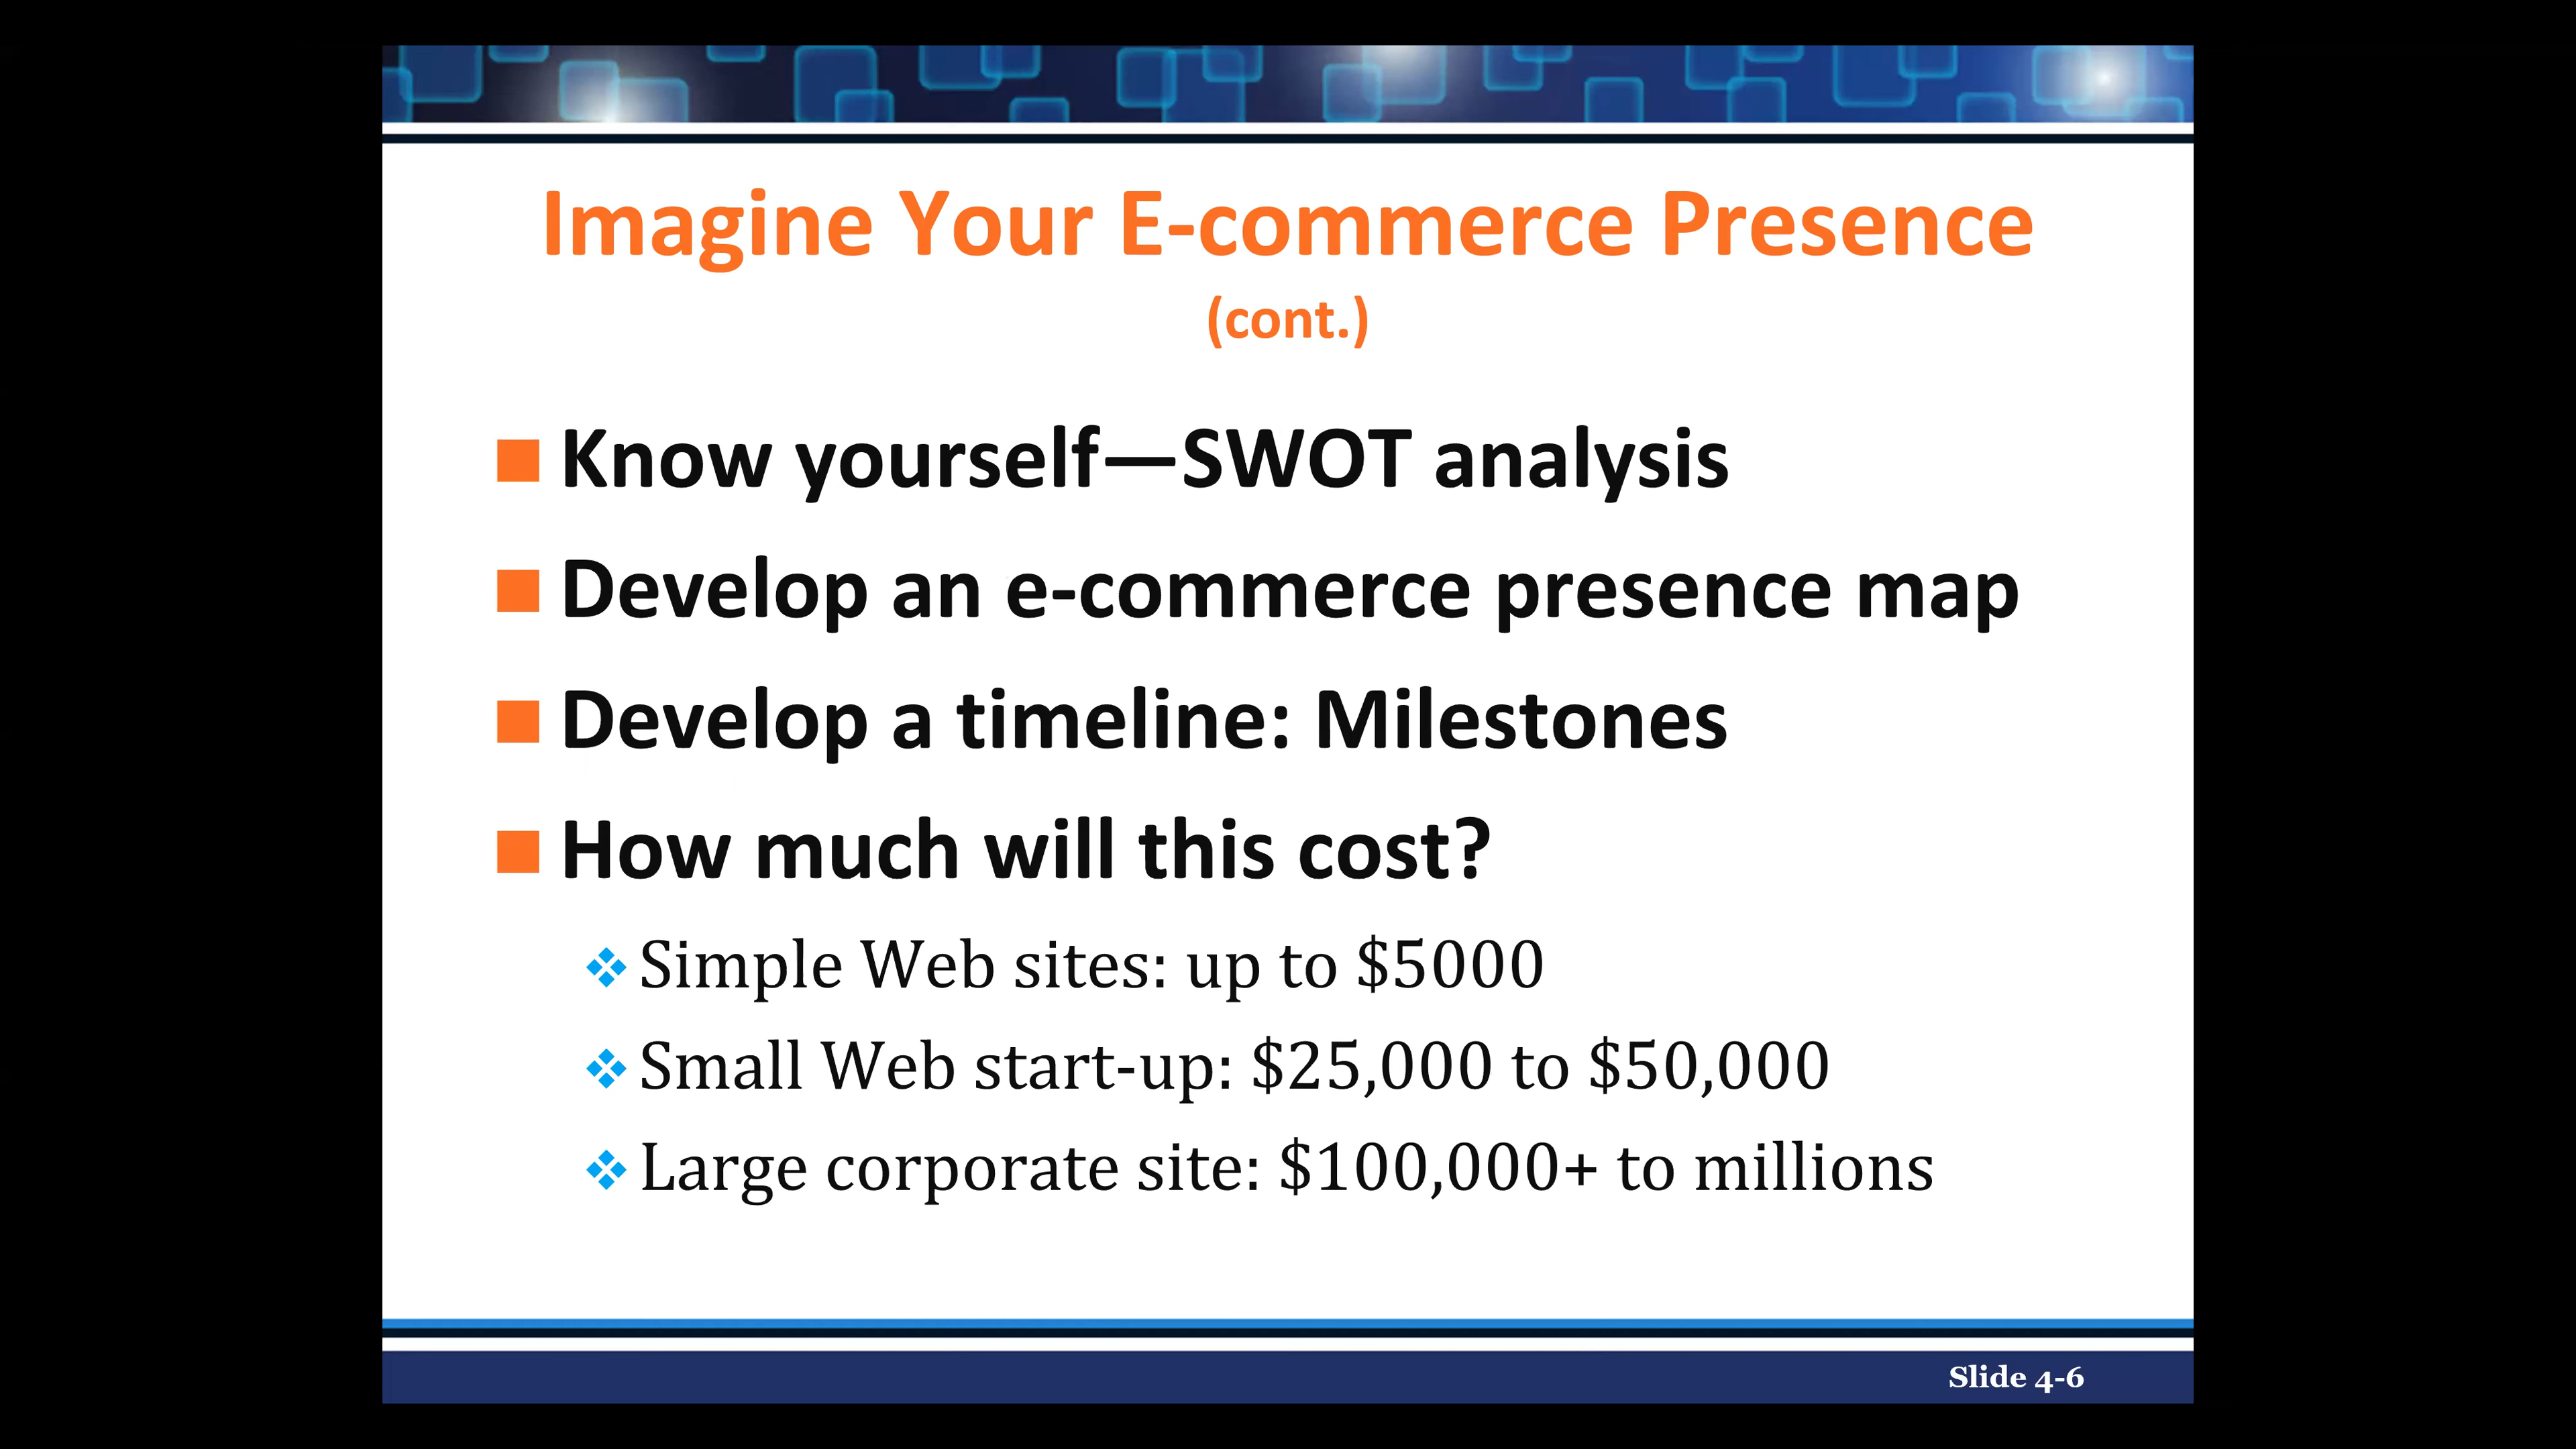 Imagine Your E-commerce Presence
(cont.)
Know yourself—SWOT analysis
Develop an e-commerce presence map
Develop a timeline: Milestones
How much will this cost?
Simple Web sites: up to $5000
Small Web start-up: $25,000 to $50,000
Large corporate site: $100,000+ to millions
Slide 4-6